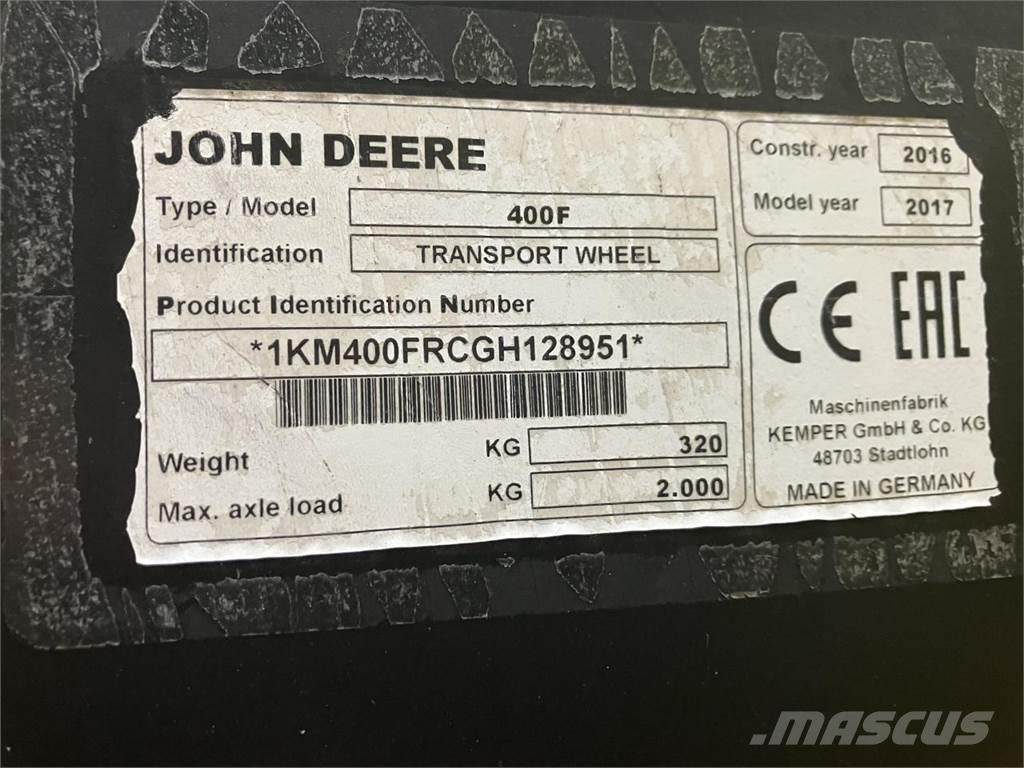 JOHN DEERE
Type / Model 400F
Identification TRANSPORT WHEEL
Product Identification Number
*1KM400FRCGH128951*
Weight KG 320
Max. axle load KG 2.000
Constr. year 2016
Model year 2017
CE EAC
Maschinenfabrik
KEMPER GmbH & Co. KG
48703 Stadtlohn
MADE IN GERMANY
.MASCUS